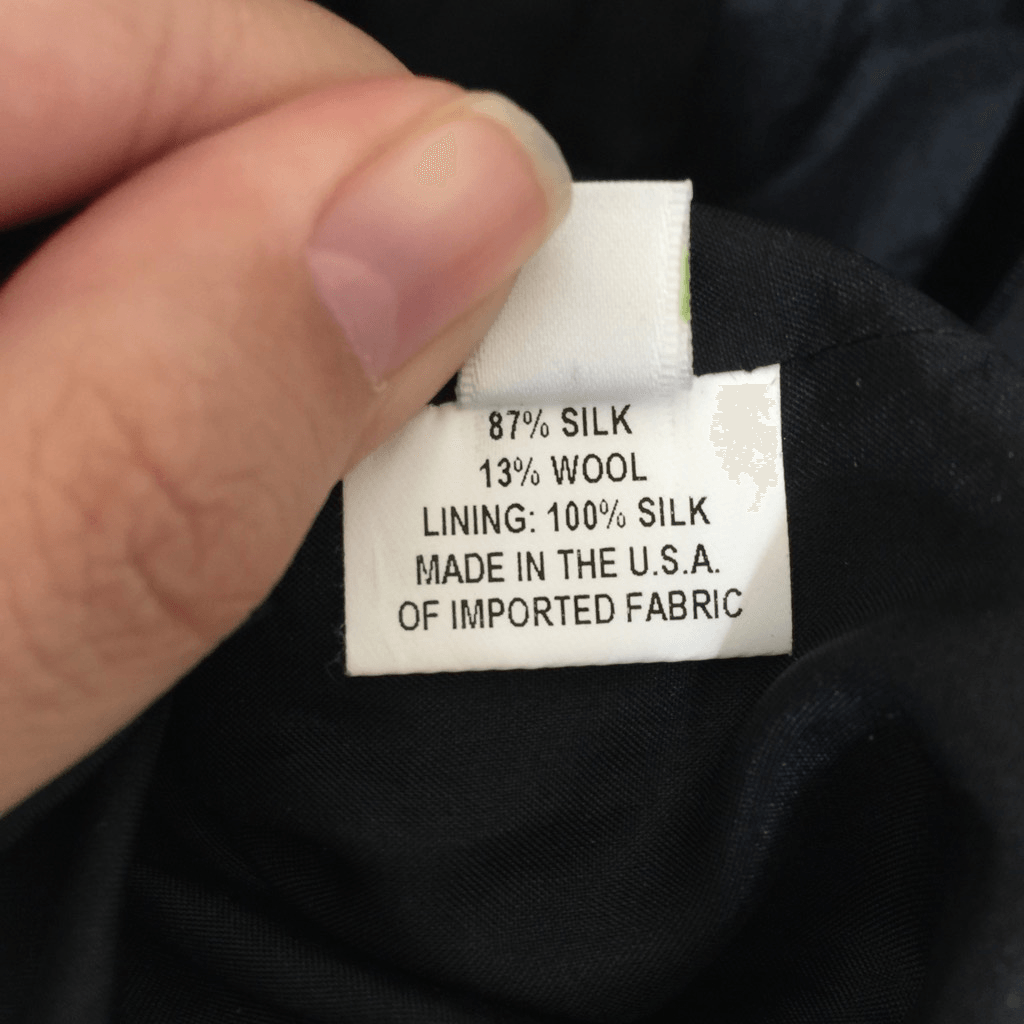 87% SILK
13% WOOL
LINING: 100% SILK
MADE IN THE U.S.A.
OF IMPORTED FABRIC